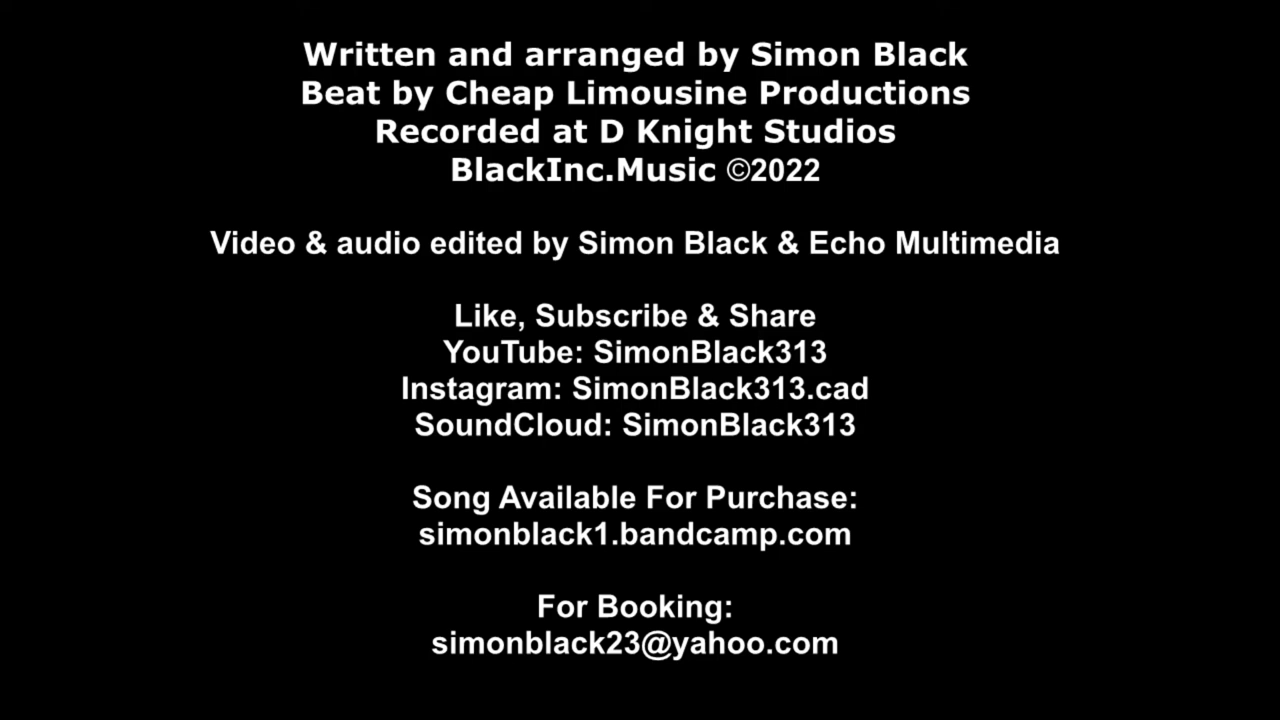 Written and arranged by Simon Black
Beat by Cheap Limousine Productions
Recorded at D Knight Studios
BlackInc.Music ©2022
Video & audio edited by Simon Black & Echo Multimedia
Like, Subscribe & Share
YouTube: SimonBlack313
Instagram: SimonBlack313.cad
SoundCloud: SimonBlack313
Song Available For Purchase:
simonblack1.bandcamp.com
For Booking:
simonblack23@yahoo.com